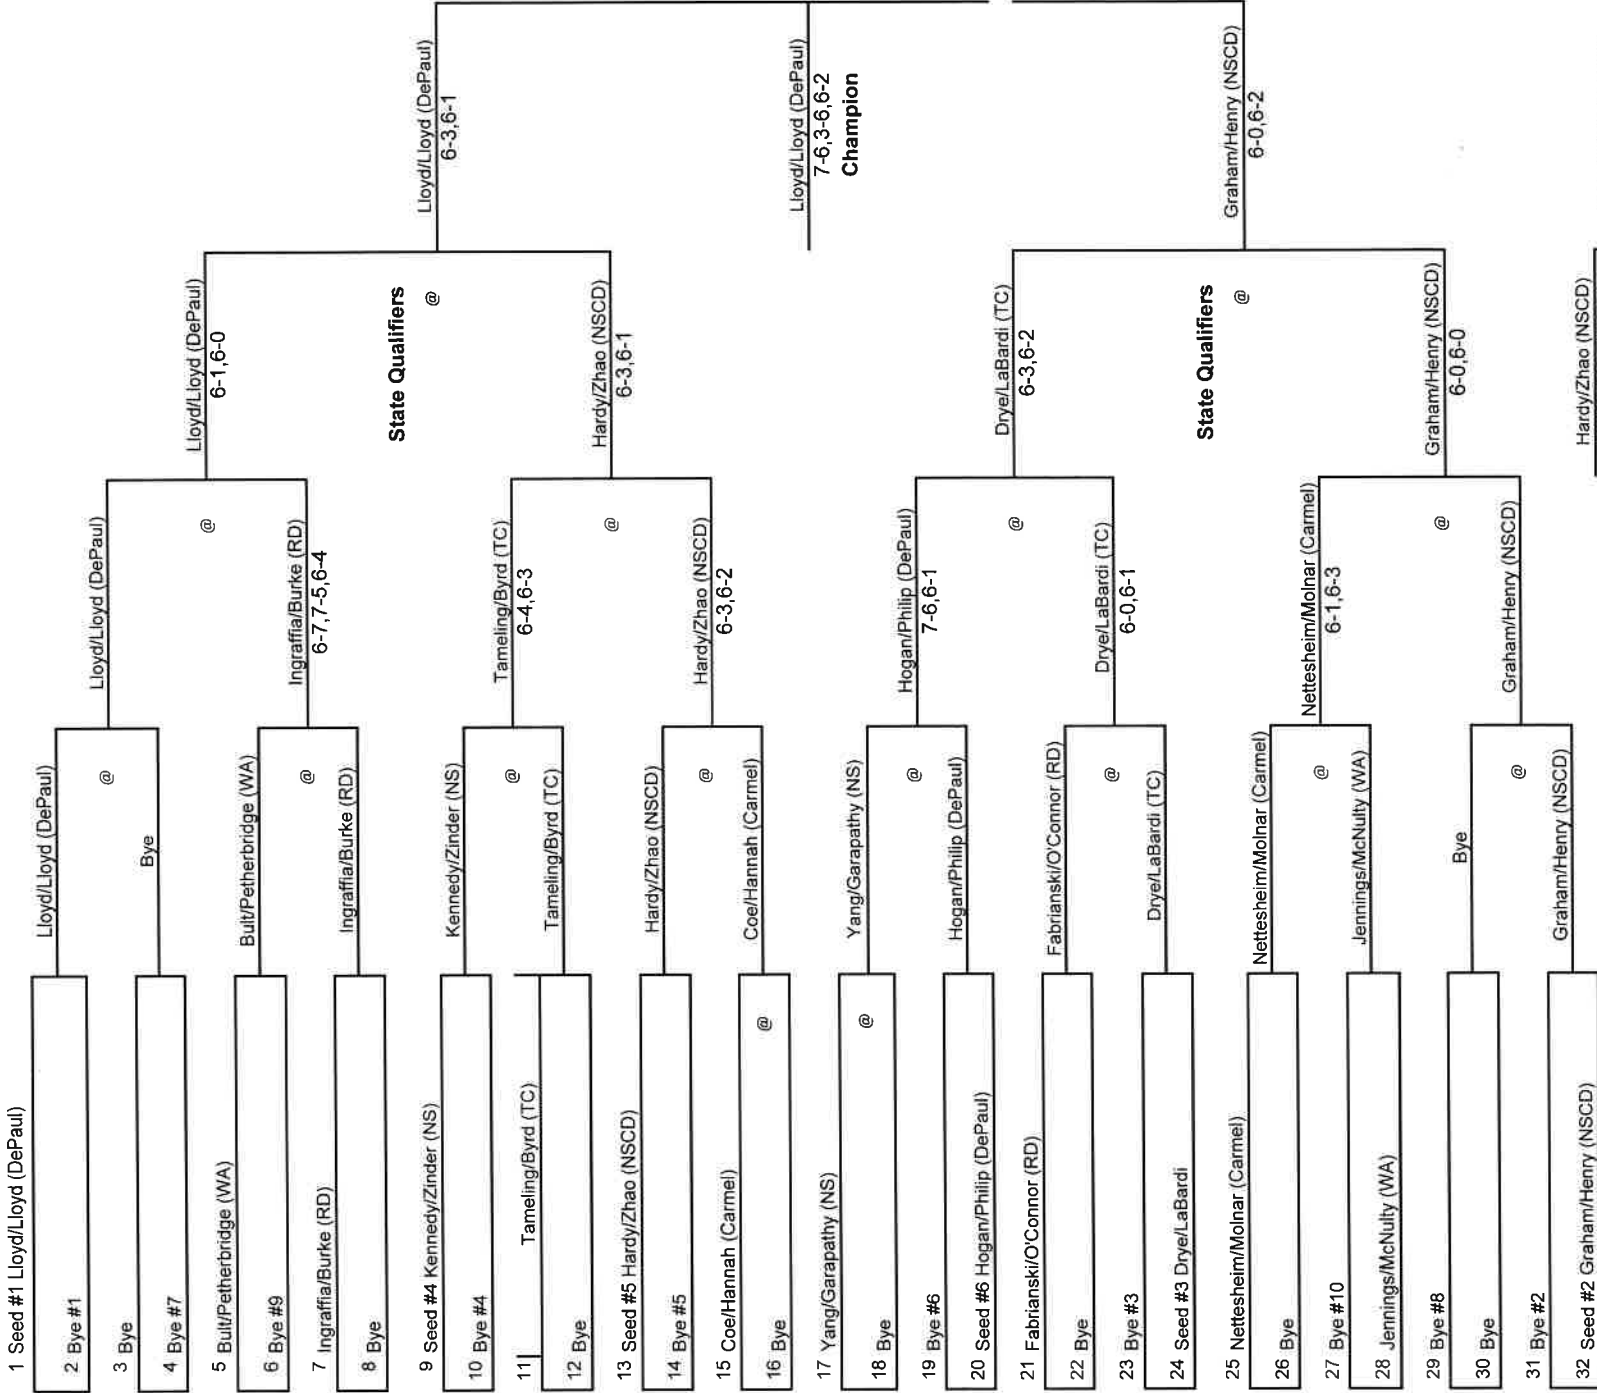 1 Seed #1 Lloyd/Lloyd (DePaul)
2 Bye #1
3 Bye
4 Bye #7
5 Bult/Petherbridge (WA)
6 Bye #9
7 Ingraffia/Burke (RD)
8 Bye
9 Seed #4 Kennedy/Zinder (NS)
10 Bye #4
11 Tameling/Byrd (TC)
12 Bye
13 Seed #5 Hardy/Zhao (NSCD)
14 Bye #5
15 Coe/Hannah (Carmel)
16 Bye
@
17 Yang/Garapathy (NS)
18 Bye
@
19 Bye #6
20 Seed #6 Hogan/Philip (DePaul)
21 Fabrianski/O'Connor (RD)
22 Bye
23 Bye #3
24 Seed #3 Drye/LaBardi
25 Nettesheim/Molnar (Carmel)
26 Bye
27 Bye #10
28 Jennings/McNulty (WA)
29 Bye #8
30 Bye
31 Bye #2
32 Seed #2 Graham/Henry (NSCD)
Lloyd/Lloyd (DePaul)
@
Bye
Bult/Petherbridge (WA)
@
Ingraffia/Burke (RD)
Kennedy/Zinder (NS)
@
Tameling/Byrd (TC)
Hardy/Zhao (NSCD)
@
Coe/Hannah (Carmel)
Yang/Garapathy (NS)
@
Hogan/Philip (DePaul)
Fabrianski/O'Connor (RD)
@
Drye/LaBardi (TC)
Nettesheim/Molnar (Carmel)
@
Jennings/McNulty (WA)
Bye
@
Graham/Henry (NSCD)
Lloyd/Lloyd (DePaul)
@
Ingraffia/Burke (RD)
6-7,7-5,6-4
Tameling/Byrd (TC)
6-4,6-3
@
Hardy/Zhao (NSCD)
6-3,6-2
Hogan/Philip (DePaul)
7-6,6-1
@
Drye/LaBardi (TC)
6-0,6-1
Nettesheim/Molnar (Carmel)
6-1,6-3
@
Graham/Henry (NSCD)
Lloyd/Lloyd (DePaul)
6-1,6-0
State Qualifiers
@
Hardy/Zhao (NSCD)
6-3,6-1
Drye/LaBardi (TC)
6-3,6-2
State Qualifiers
@
Graham/Henry (NSCD)
6-0,6-0
Hardy/Zhao (NSCD)
Lloyd/Lloyd (DePaul)
6-3,6-1
Lloyd/Lloyd (DePaul)
7-6,3-6,6-2
Champion
Graham/Henry (NSCD)
6-0,6-2